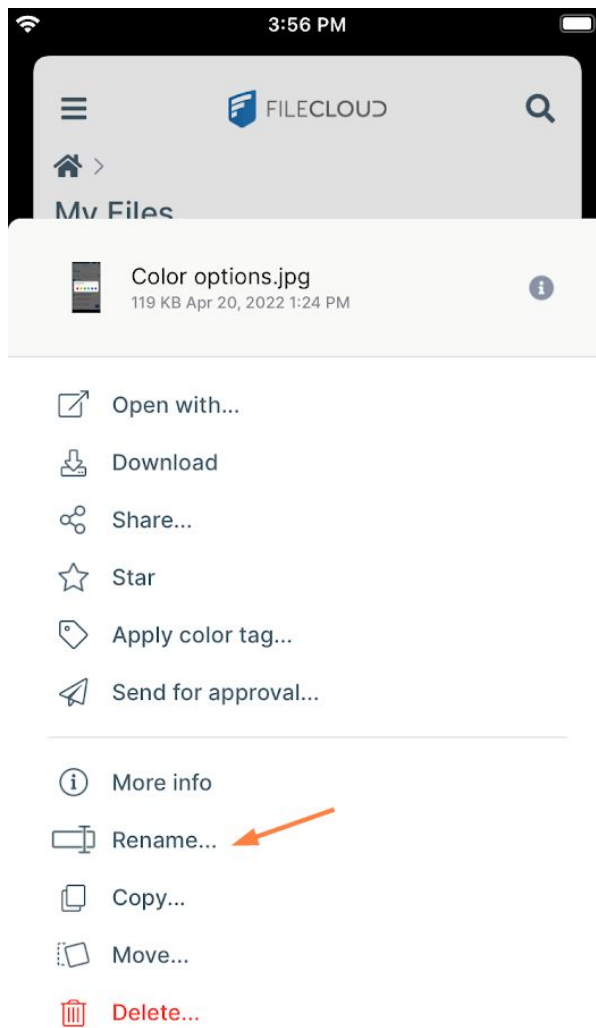 3:56 PM
FILECLOUD
My Files
Color options.jpg
119 KB Apr 20, 2022 1:24 PM
Open with...
Download
Share...
Star
Apply color tag...
Send for approval...
More info
Rename...
Copy...
Move...
Delete...